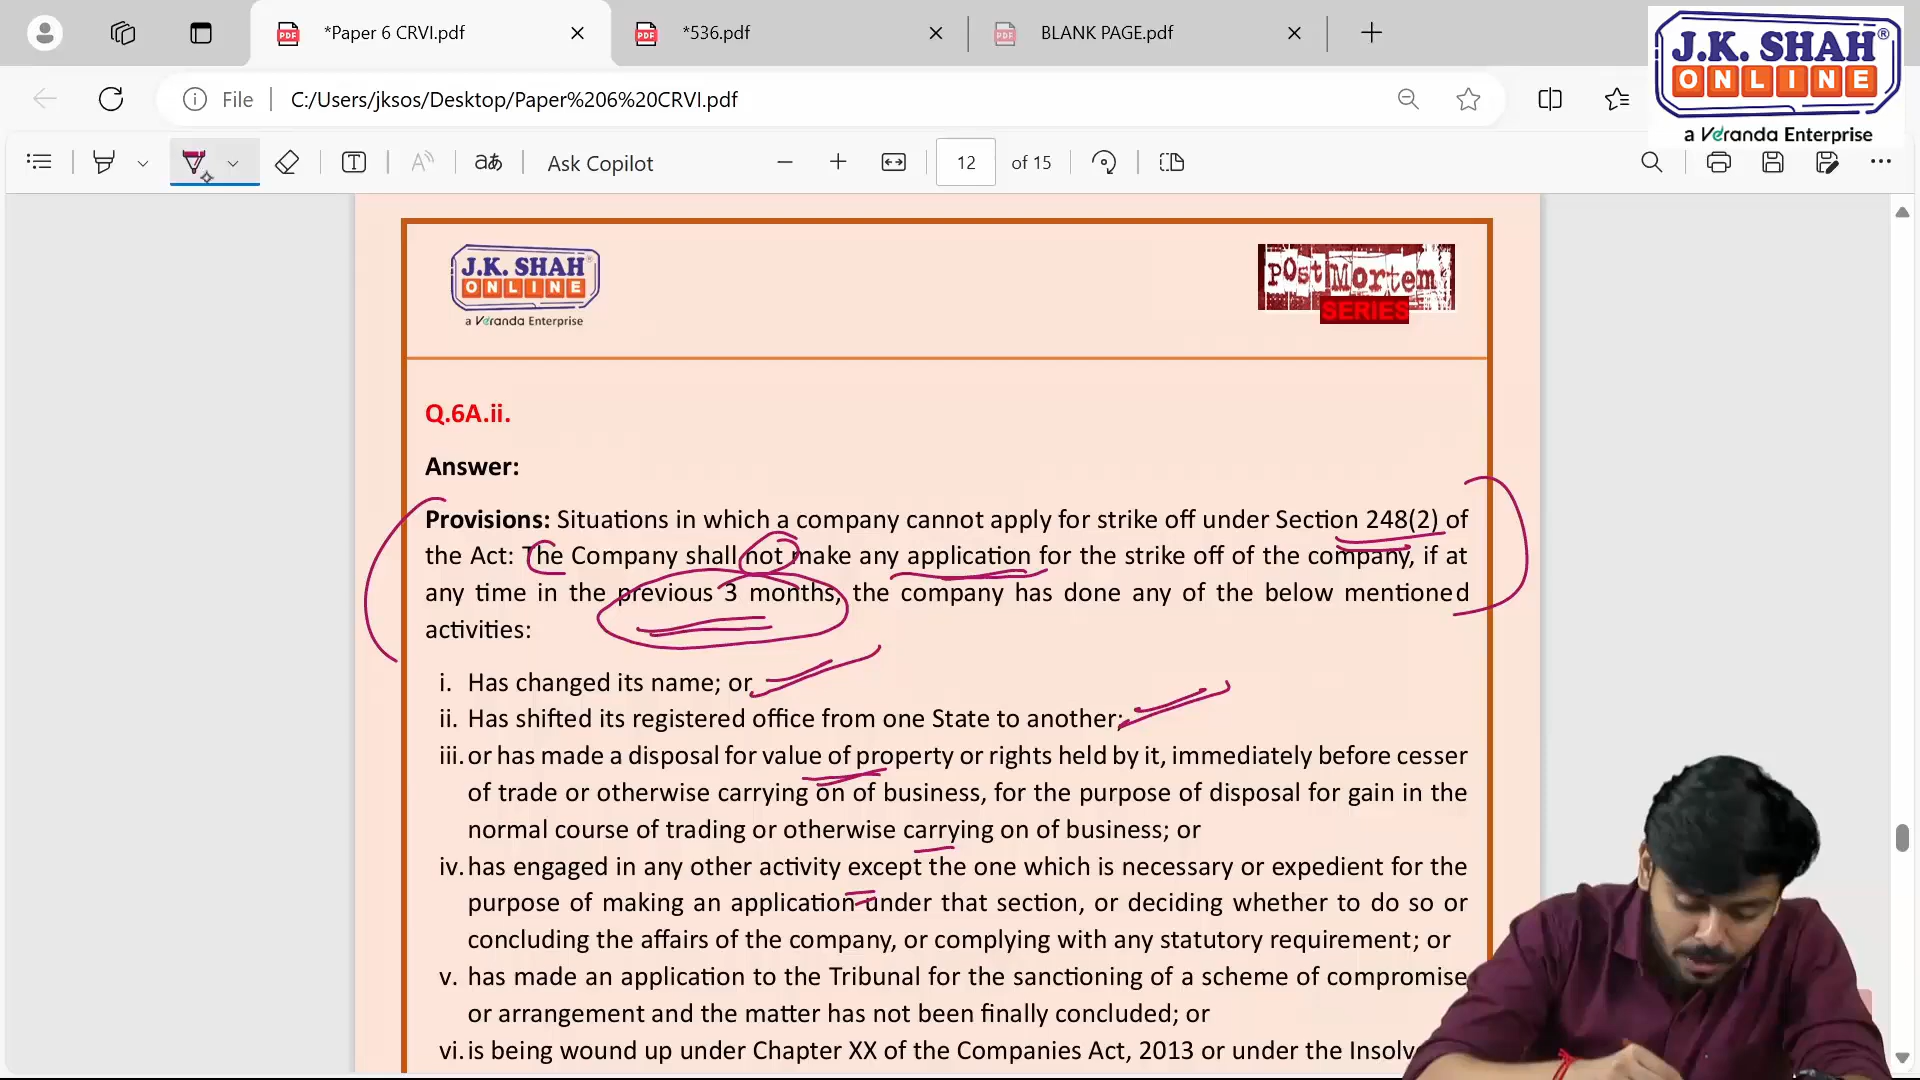 *Paper 6 CRVI.pdf
*536.pdf
BLANK PAGE.pdf
File
C:/Users/jksos/Desktop/Paper%206%20CRVI.pdf
J.K. SHAH®
ONLINE
a Veranda Enterprise
Ask Copilot
12
of 15
J.K. SHAH®
ONLINE
a Veranda Enterprise
POst MOrtem
SERIES
Q.6A.ii.
Answer:
Provisions: Situations in which a company cannot apply for strike off under Section 248(2) of
the Act: The Company shall not make any application for the strike off of the company, if at
any time in the previous 3 months, the company has done any of the below mentioned
activities:
i. Has changed its name; or
ii. Has shifted its registered office from one State to another;
iii. or has made a disposal for value of property or rights held by it, immediately before cesser
of trade or otherwise carrying on of business, for the purpose of disposal for gain in the
normal course of trading or otherwise carrying on of business; or
iv. has engaged in any other activity except the one which is necessary or expedient for the
purpose of making an application under that section, or deciding whether to do so or
concluding the affairs of the company, or complying with any statutory requirement; or
v. has made an application to the Tribunal for the sanctioning of a scheme of compromise
or arrangement and the matter has not been finally concluded; or
vi. is being wound up under Chapter XX of the Companies Act, 2013 or under the